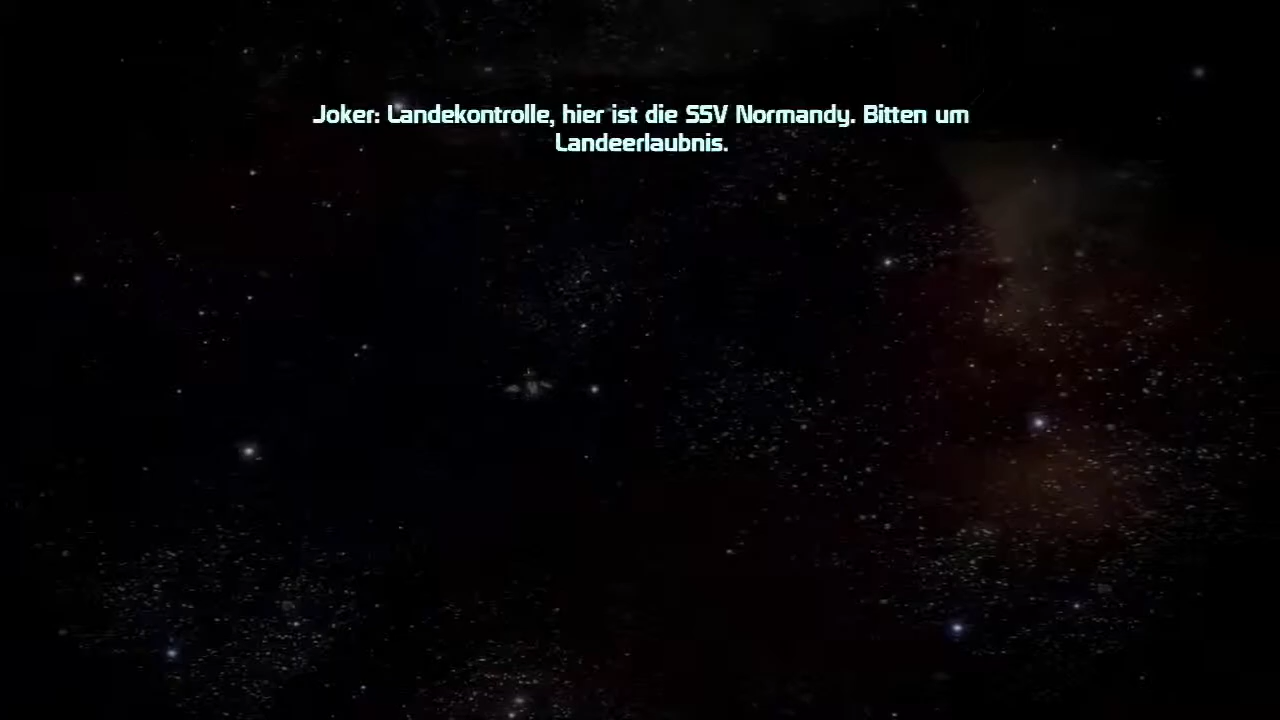 Joker: Landekontrolle, hier ist die SSV Normandy. Bitten um
Landeerlaubnis.